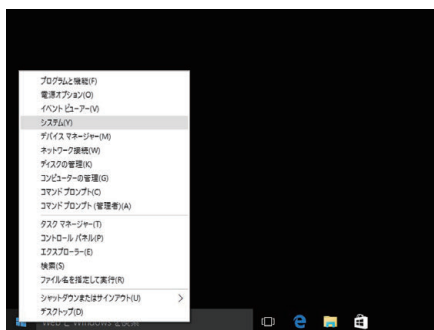 プログラムと機能(F)
電源オプション(O)
イベント ビューアー(V)
システム(Y)
デバイス マネージャー(M)
ネットワーク接続(W)
ディスクの管理(K)
コンピューターの管理(G)
コマンド プロンプト(C)
コマンド プロンプト (管理者)(A)
タスク マネージャー(T)
コントロール パネル(P)
エクスプローラー(E)
検索(S)
ファイル名を指定して実行(R)
シャットダウンまたはサインアウト(U)
デスクトップ(D)